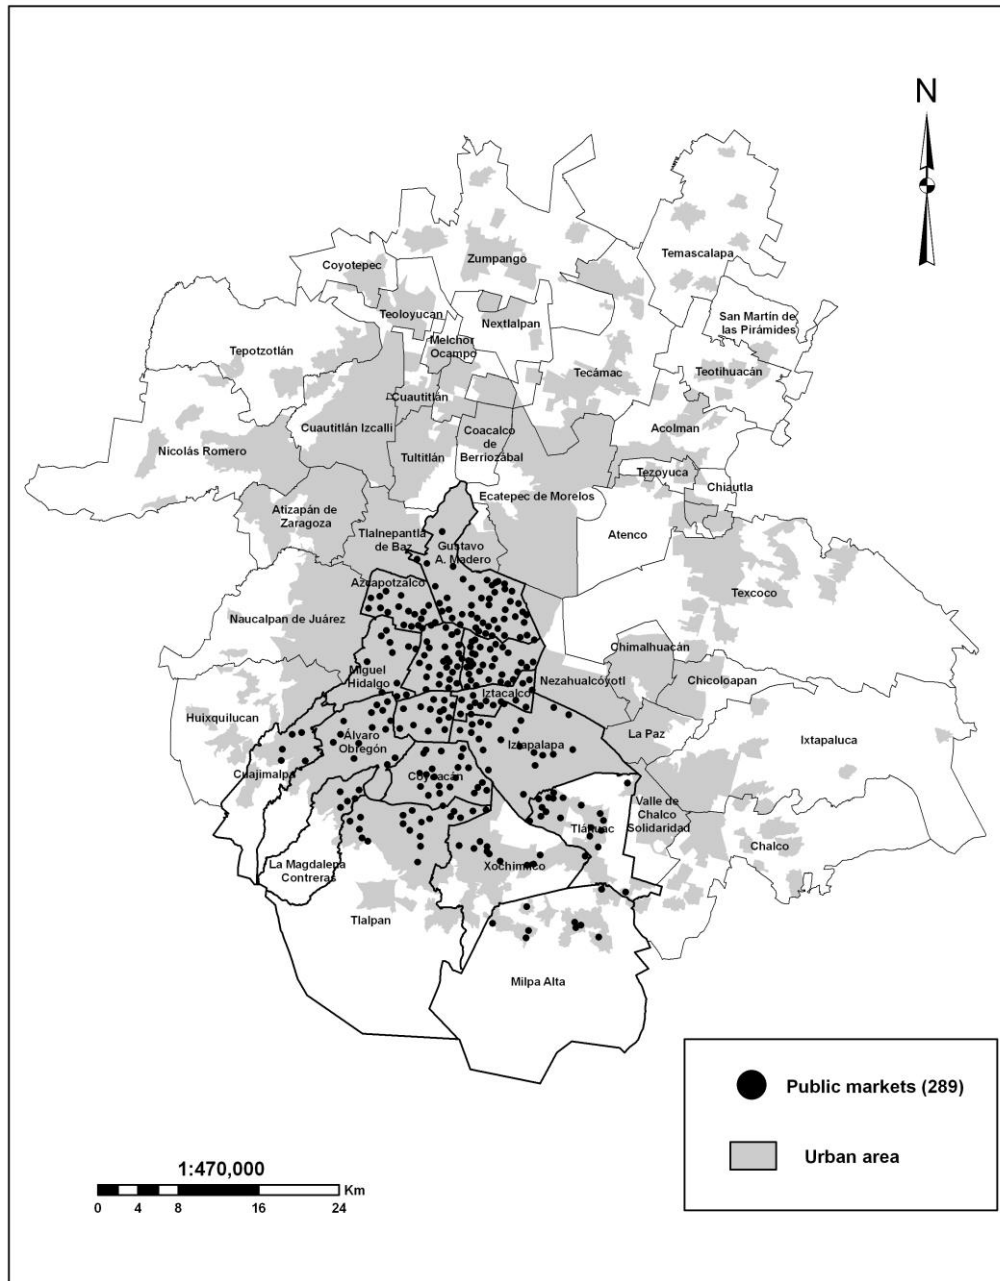 N
Zumpango
Coyotepec
Temascalapa
Teoloyucan
Nextlalpan
San Martín de
las Pirámides
Melchor
Ocampo
Tepotzotlán
Tecámac
Teotihuacán
Cuautitlán
Cuautitlán Izcalli
Coacalco
de
Berriozábal
Acolman
Nicolás Romero
Tultitlán
Tezoyuca
Chiautla
Ecatepec de Morelos
Atizapán de
Zaragoza
Tlalnepantla
de Baz
Gustavo
A. Madero
Atenco
Azcapotzalco
Texcoco
Naucalpan de Juárez
Chimalhuacán
Miguel
Hidalgo
Nezahualcóyotl
Chicoloapan
Iztacalco
Huixquilucan
Álvaro
Obregón
Iztapalapa
La Paz
Ixtapaluca
Cuajimalpa
Coyoacán
Valle de
Chalco
Solidaridad
Tláhuac
Chalco
La Magdalena
Contreras
Xochimilco
Tlalpan
Milpa Alta
Public markets (289)
Urban area
1:470,000
Km
0 4 8 16 24